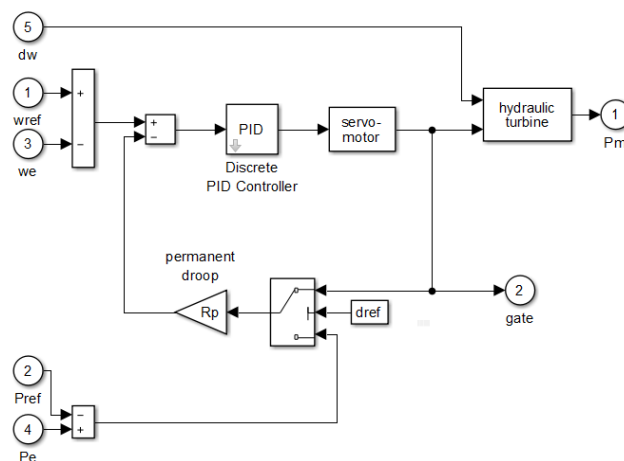 5
dw
1
wref
3
we
+
−
+
−
PID
Discrete
PID Controller
servo-
motor
hydraulic
turbine
1
Pm
permanent
droop
Rp
dref
2
gate
2
Pref
4
Pe
−
+